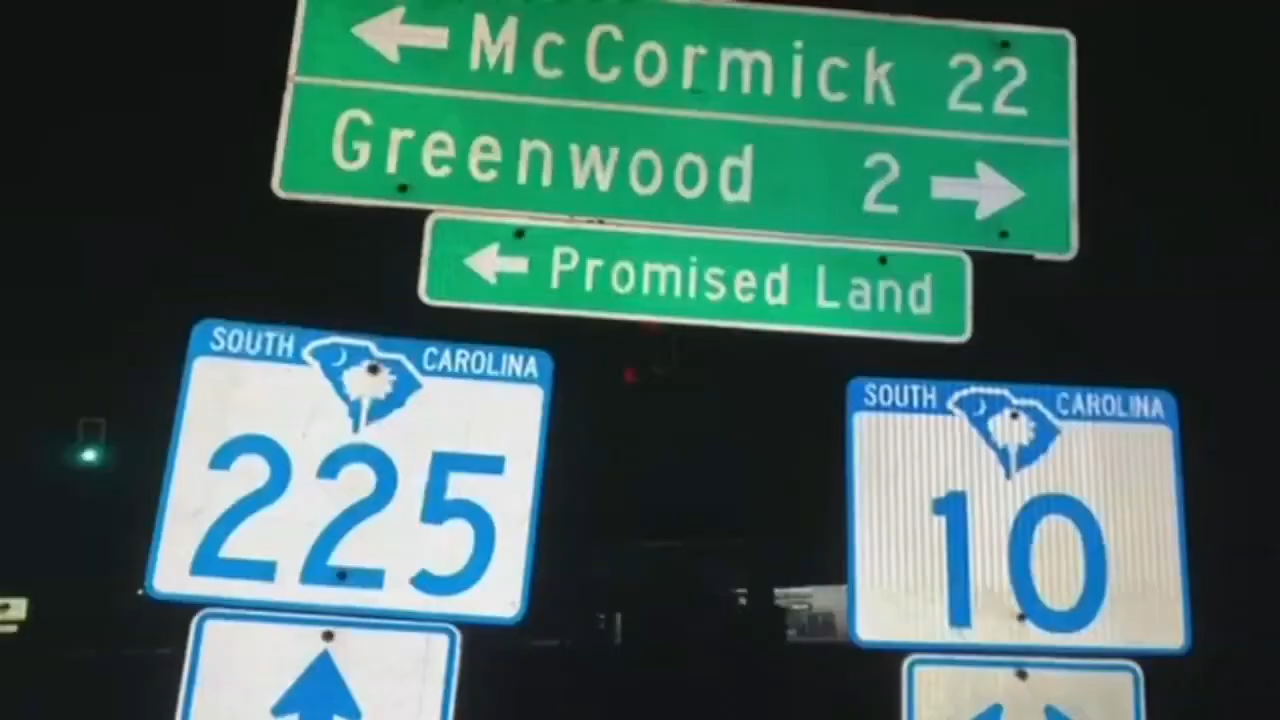 McCormick 22
Greenwood 2
Promised Land
SOUTH CAROLINA
225
SOUTH CAROLINA
10